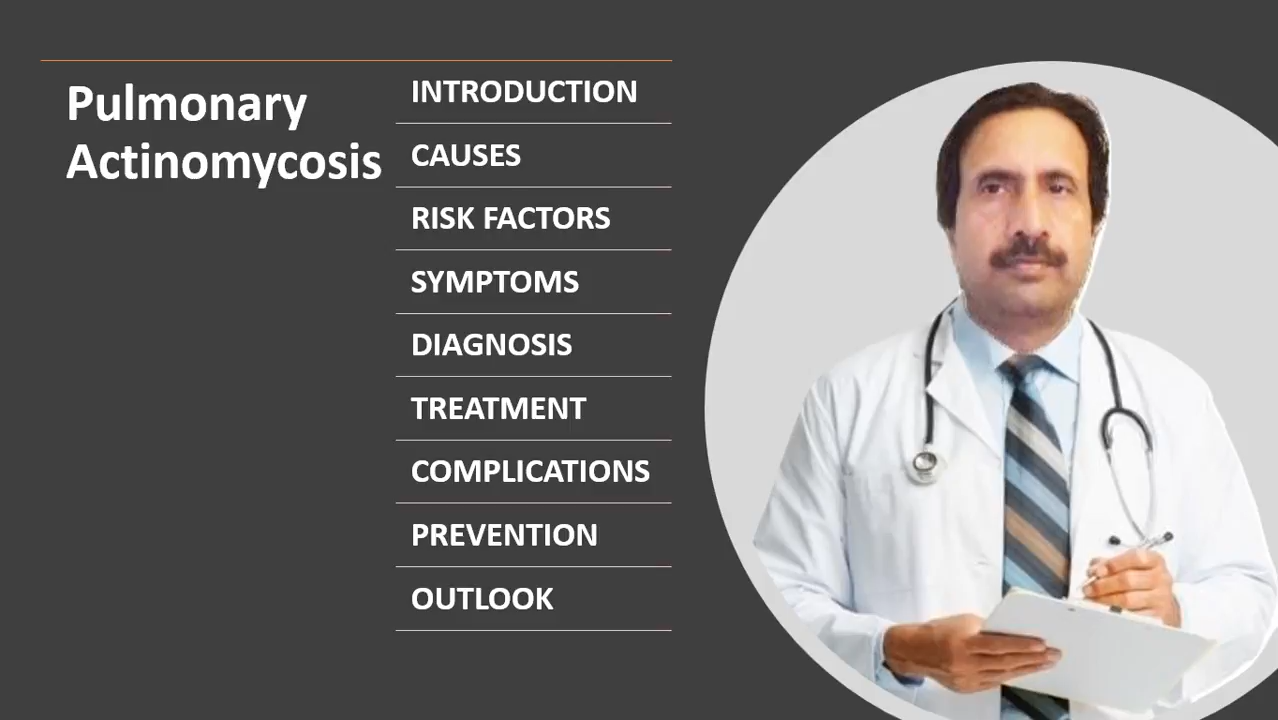 Pulmonary
Actinomycosis
INTRODUCTION
CAUSES
RISK FACTORS
SYMPTOMS
DIAGNOSIS
TREATMENT
COMPLICATIONS
PREVENTION
OUTLOOK